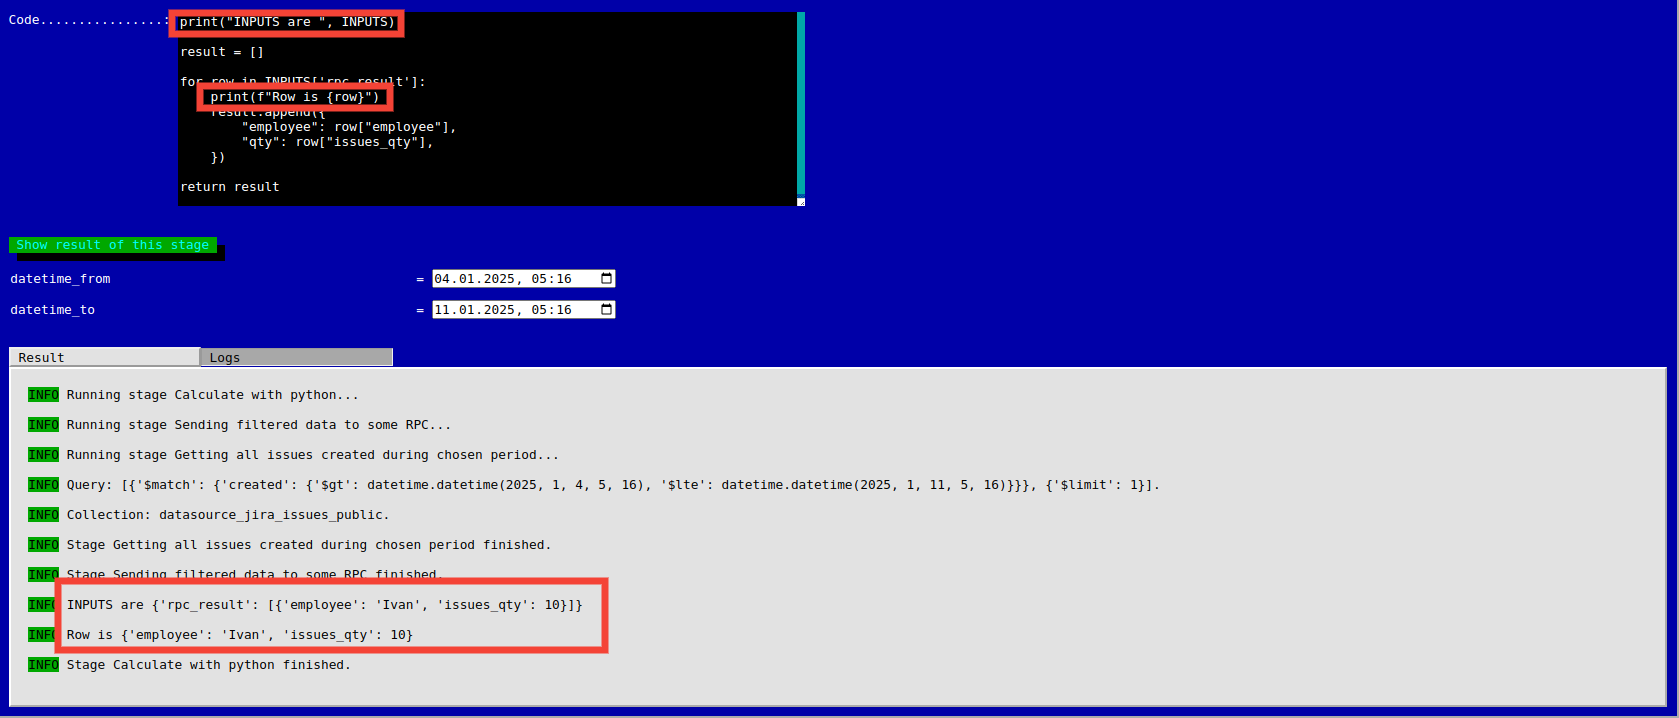 Code................: print("INPUTS are ", INPUTS)
result = []
for row in INPUTS['rpc_result']:
    print(f"Row is {row}")
    result.append({
        "employee": row["employee"],
        "qty": row["issues_qty"],
    })
return result
Show result of this stage
datetime_from = 04.01.2025, 05:16
datetime_to = 11.01.2025, 05:16
Result Logs
INFO Running stage Calculate with python...
INFO Running stage Sending filtered data to some RPC...
INFO Running stage Getting all issues created during chosen period...
INFO Query: [{'$match': {'created': {'$gt': datetime.datetime(2025, 1, 4, 5, 16), '$lte': datetime.datetime(2025, 1, 11, 5, 16)}}}, {'$limit': 1}].
INFO Collection: datasource_jira_issues_public.
INFO Stage Getting all issues created during chosen period finished.
INFO Stage Sending filtered data to some RPC finished.
INFO INPUTS are {'rpc_result': [{'employee': 'Ivan', 'issues_qty': 10}]}
INFO Row is {'employee': 'Ivan', 'issues_qty': 10}
INFO Stage Calculate with python finished.